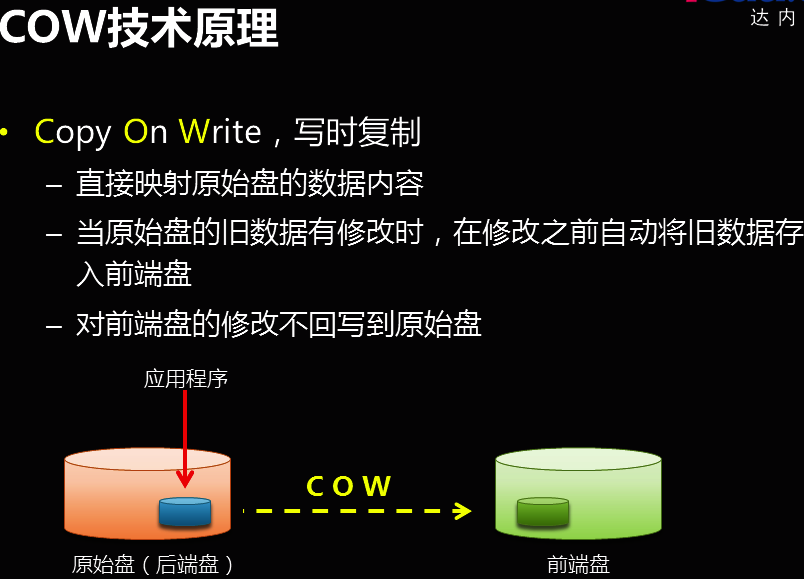 达内
COW技术原理
• Copy On Write，写时复制
– 直接映射原始盘的数据内容
– 当原始盘的旧数据有修改时，在修改之前自动将旧数据存
入前端盘
– 对前端盘的修改不回写到原始盘
应用程序
COW
原始盘（后端盘）
前端盘